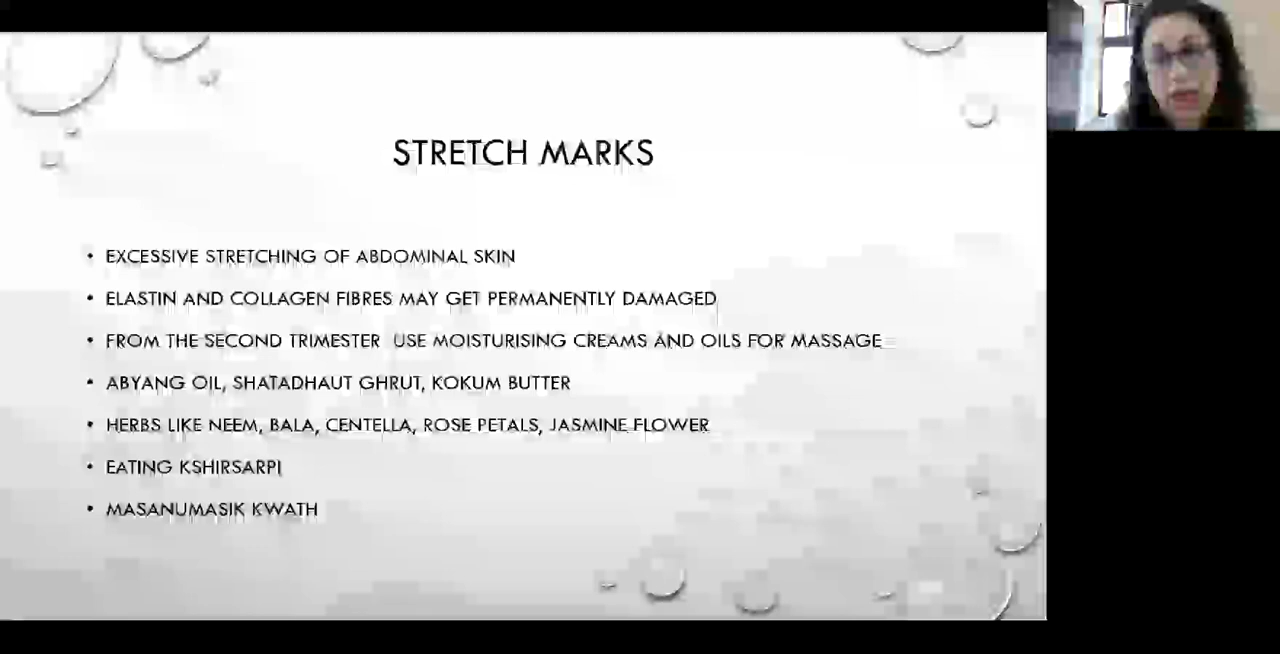 STRETCH MARKS
• EXCESSIVE STRETCHING OF ABDOMINAL SKIN
• ELASTIN AND COLLAGEN FIBRES MAY GET PERMANENTLY DAMAGED
• FROM THE SECOND TRIMESTER USE MOISTURISING CREAMS AND OILS FOR MASSAGE
• ABYANG OIL, SHATADHAUT GHRUT, KOKUM BUTTER
• HERBS LIKE NEEM, BALA, CENTELLA, ROSE PETALS, JASMINE FLOWER
• EATING KSHIRSARPI
• MASANUMASIK KWATH